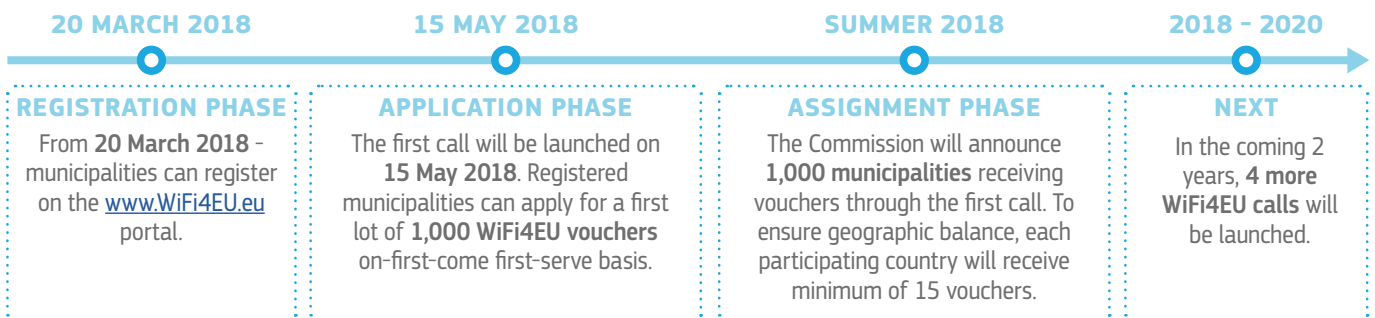 20 MARCH 2018
15 MAY 2018
SUMMER 2018
2018 - 2020
REGISTRATION PHASE
From 20 March 2018 -
municipalities can register
on the www.WiFi4EU.eu
portal.
APPLICATION PHASE
The first call will be launched on
15 May 2018. Registered
municipalities can apply for a first
lot of 1,000 WiFi4EU vouchers
on-first-come first-serve basis.
ASSIGNMENT PHASE
The Commission will announce
1,000 municipalities receiving
vouchers through the first call. To
ensure geographic balance, each
participating country will receive
minimum of 15 vouchers.
NEXT
In the coming 2
years, 4 more
WiFi4EU calls will
be launched.